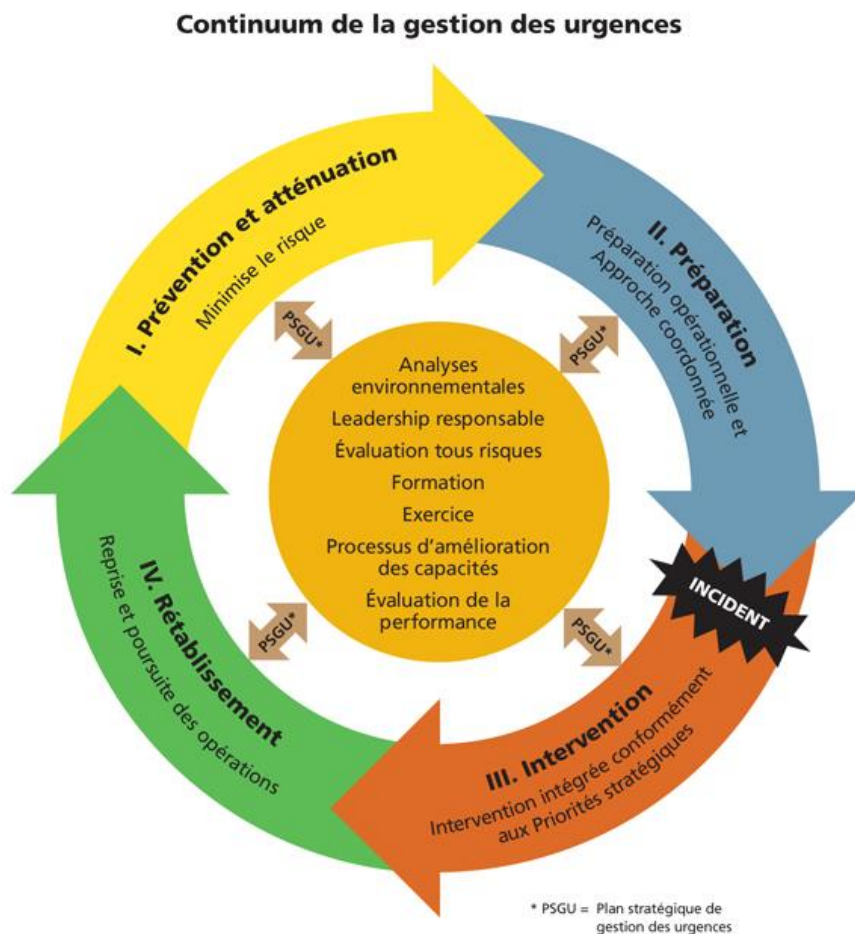 Continuum de la gestion des urgences
I. Prévention et atténuation
Minimise le risque
II. Préparation
Préparation opérationnelle et
Approche coordonnée
PSGU*
PSGU*
Analyses
environnementales
Leadership responsable
Évaluation tous risques
Formation
Exercice
Processus d'amélioration
des capacités
Évaluation de la
performance
PSGU*
PSGU*
INCIDENT
III. Intervention
Intervention intégrée conformément
aux Priorités stratégiques
IV. Rétablissement
Reprise et poursuite des opérations
* PSGU = Plan stratégique de
gestion des urgences